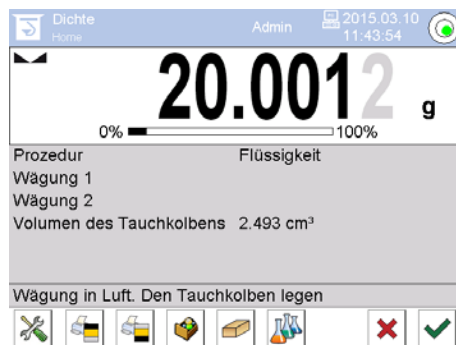 Dichte
Home
Admin
2015.03.10
11:43:54
20.0012 g
0% 100%
Prozedur Flüssigkeit
Wägung 1
Wägung 2
Volumen des Tauchkolbens 2.493 cm³
Wägung in Luft. Den Tauchkolben legen